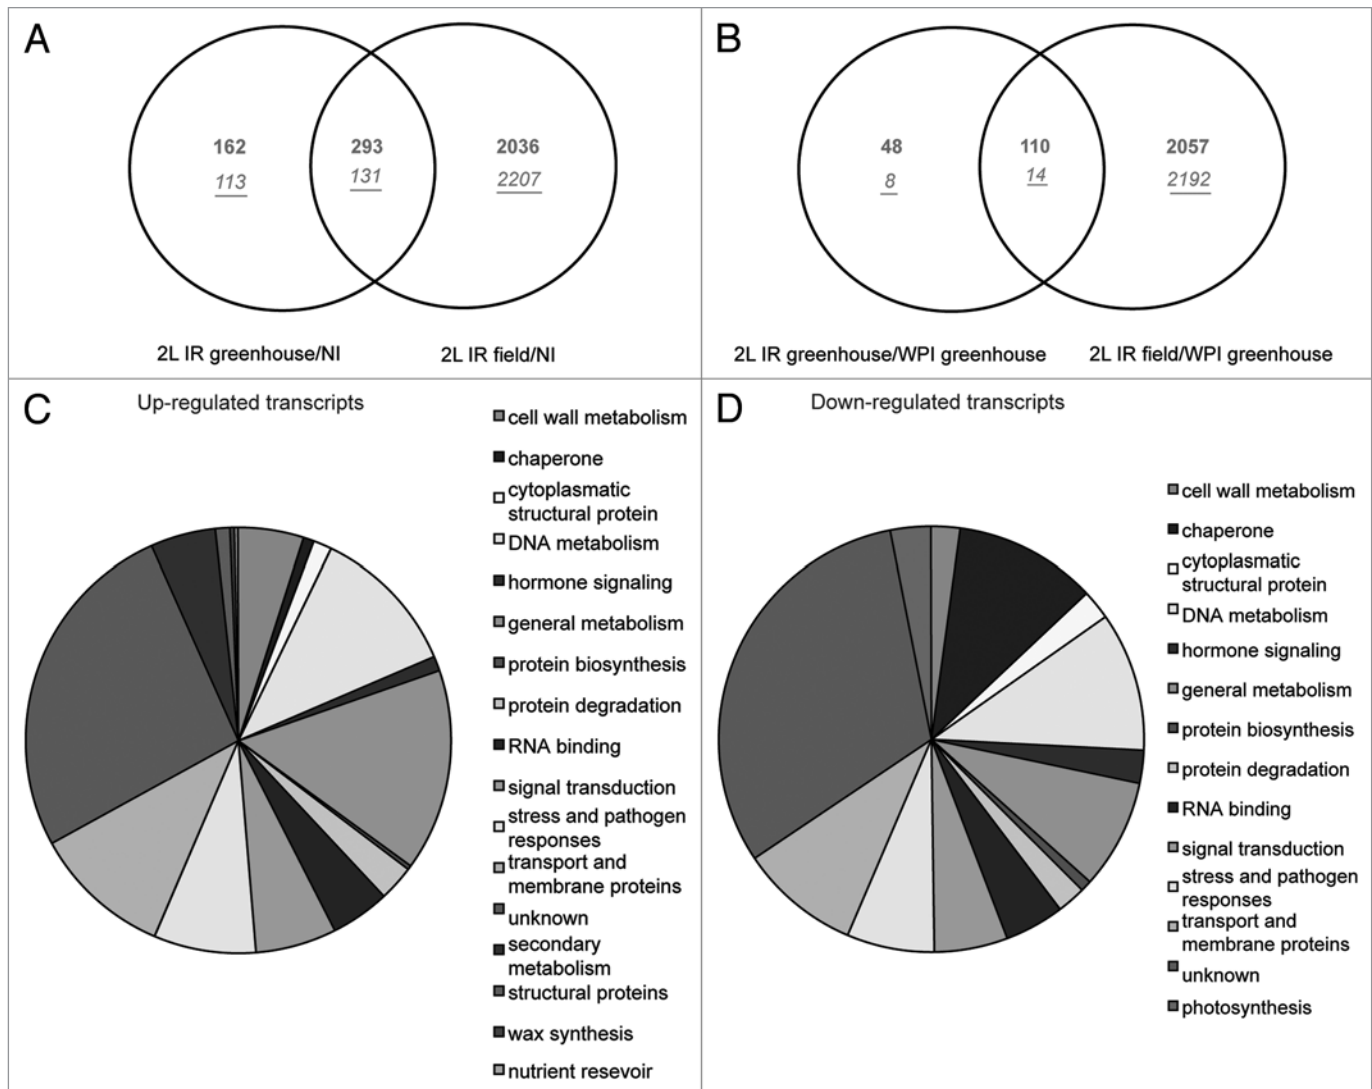 A
162
293
2036
113
131
2207
2L IR greenhouse/NI
2L IR field/NI
B
48
110
2057
8
14
2192
2L IR greenhouse/WPI greenhouse
2L IR field/WPI greenhouse
C
Up-regulated transcripts
cell wall metabolism
chaperone
cytoplasmatic
structural protein
DNA metabolism
hormone signaling
general metabolism
protein biosynthesis
protein degradation
RNA binding
signal transduction
stress and pathogen
responses
transport and
membrane proteins
unknown
secondary
metabolism
structural proteins
wax synthesis
nutrient resevoir
D
Down-regulated transcripts
cell wall metabolism
chaperone
cytoplasmatic
structural protein
DNA metabolism
hormone signaling
general metabolism
protein biosynthesis
protein degradation
RNA binding
signal transduction
stress and pathogen
responses
transport and
membrane proteins
unknown
photosynthesis